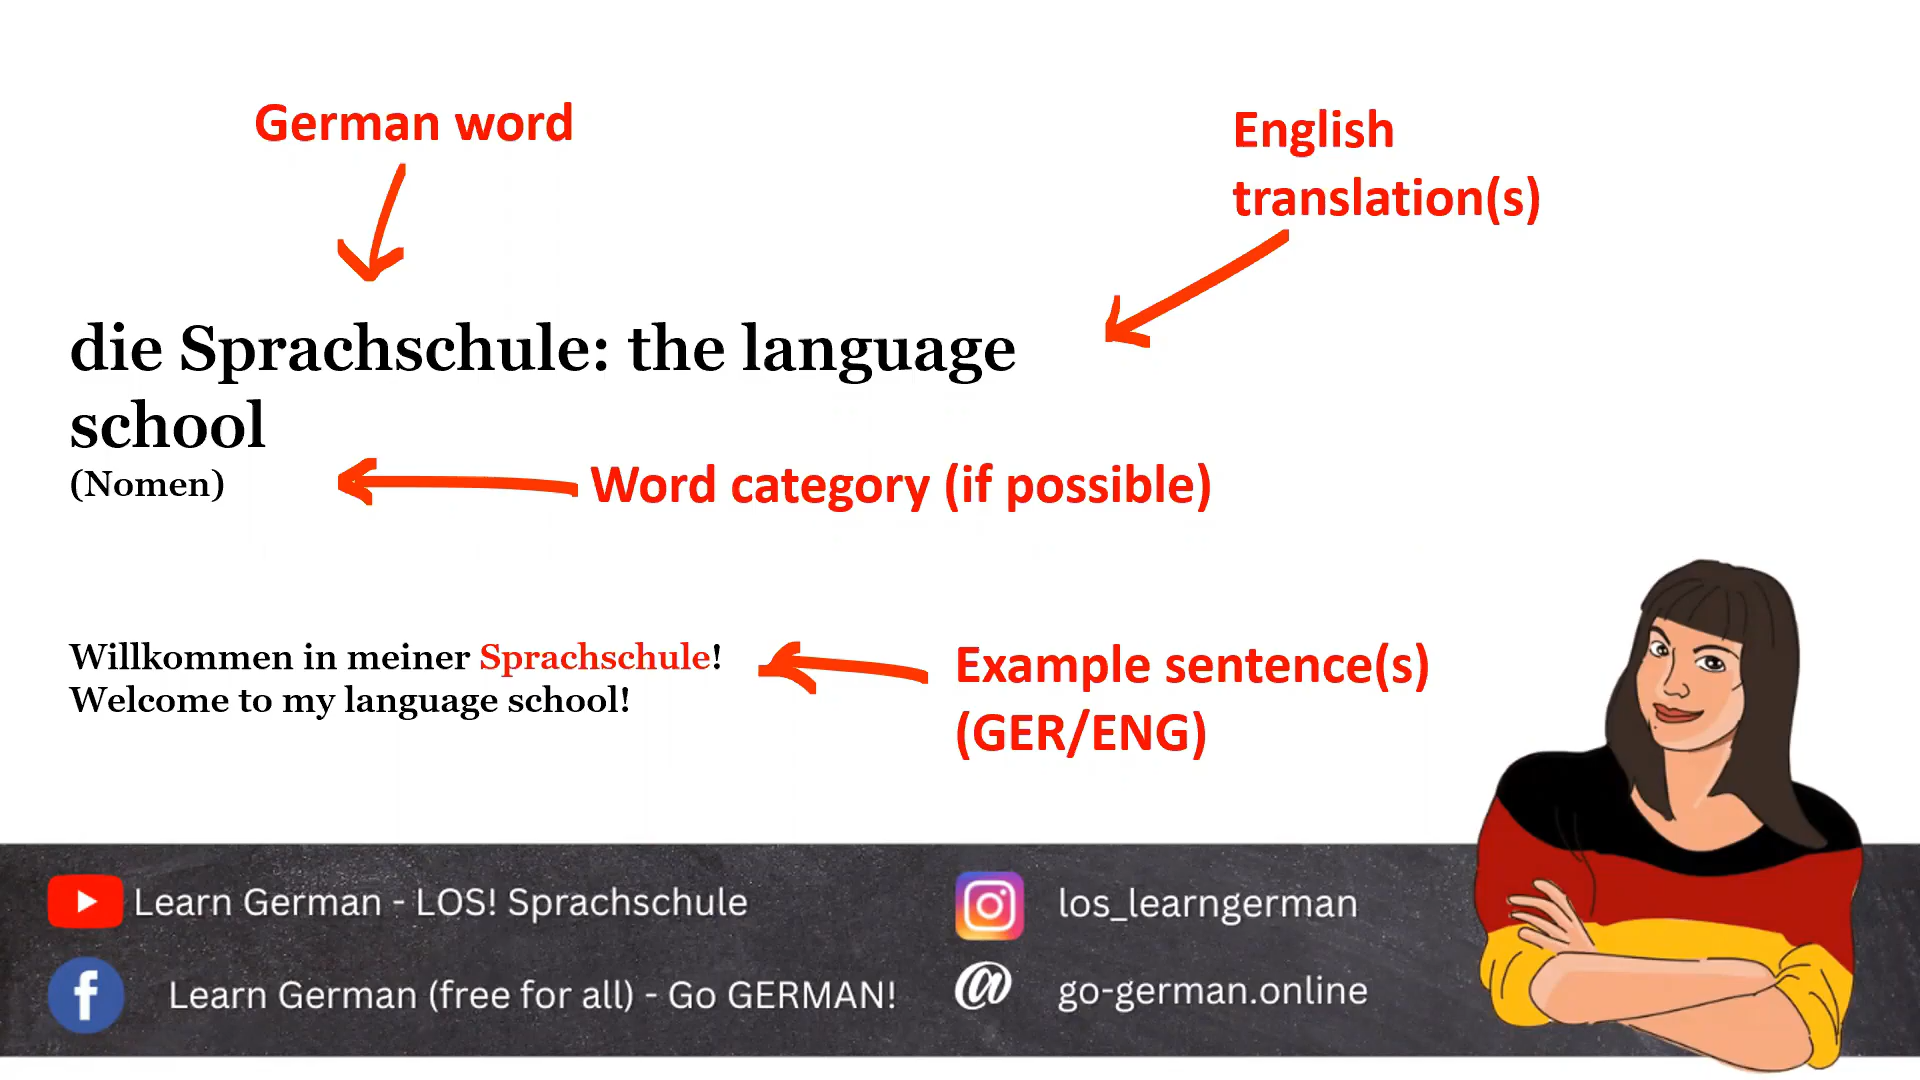 German word
English
translation(s)
die Sprachschule: the language
school
(Nomen)
Word category (if possible)
Willkommen in meiner Sprachschule!
Welcome to my language school!
Example sentence(s)
(GER/ENG)
Learn German - LOS! Sprachschule
los_learngerman
Learn German (free for all) - Go GERMAN!
go-german.online